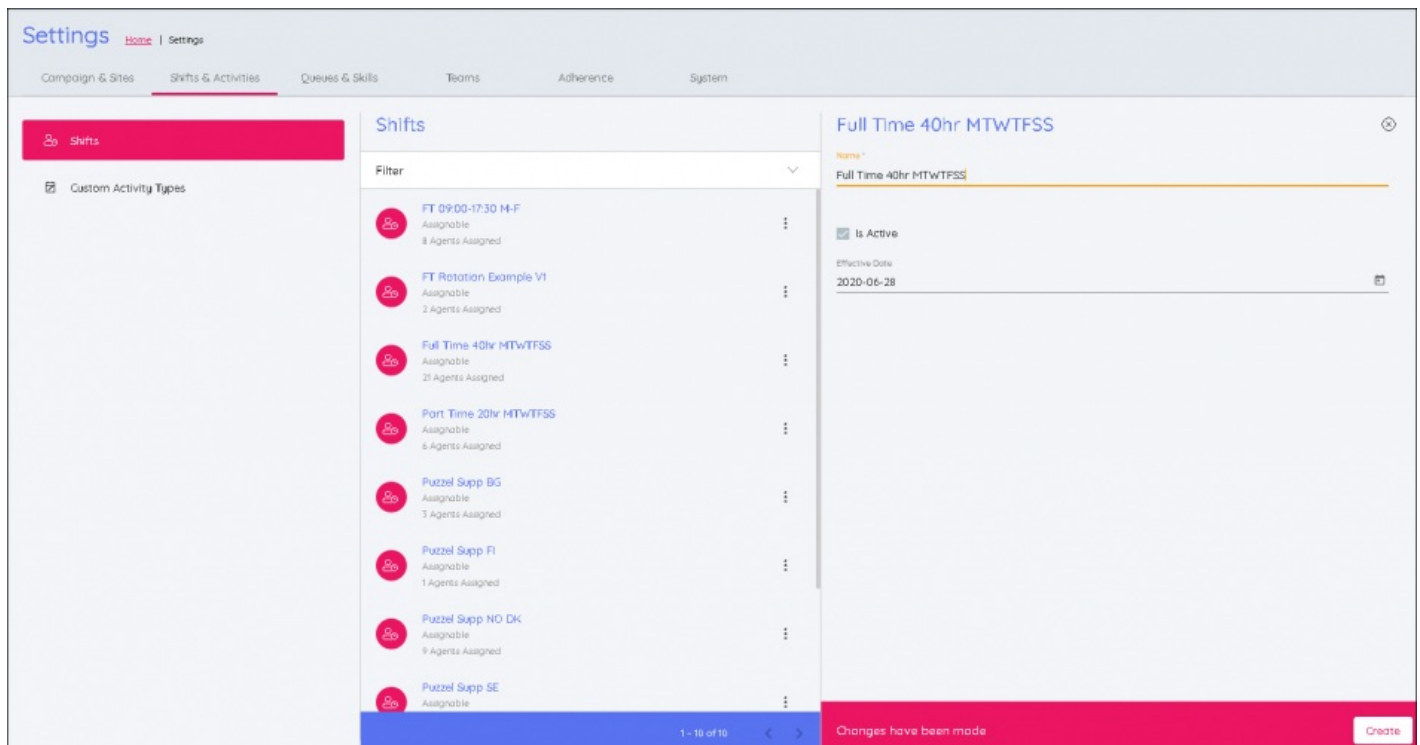 Settings Home | Settings
Campaign & Sites Shifts & Activities Queues & Skills Teams Adherence System
Shifts
Custom Activity Types
Shifts
Filter
FT 09:00-17:30 M-F
Assignable
8 Agents Assigned
FT Rotation Example V1
Assignable
2 Agents Assigned
Full Time 40hr MTWTFSS
Assignable
21 Agents Assigned
Part Time 20hr MTWTFSS
Assignable
6 Agents Assigned
Puzzel Supp BG
Assignable
3 Agents Assigned
Puzzel Supp FI
Assignable
1 Agents Assigned
Puzzel Supp NO DK
Assignable
9 Agents Assigned
Puzzel Supp SE
Assignable
1 - 10 of 10
Full Time 40hr MTWTFSS
Name *
Full Time 40hr MTWTFSS
Is Active
Effective Date
2020-06-28
Changes have been made
Create